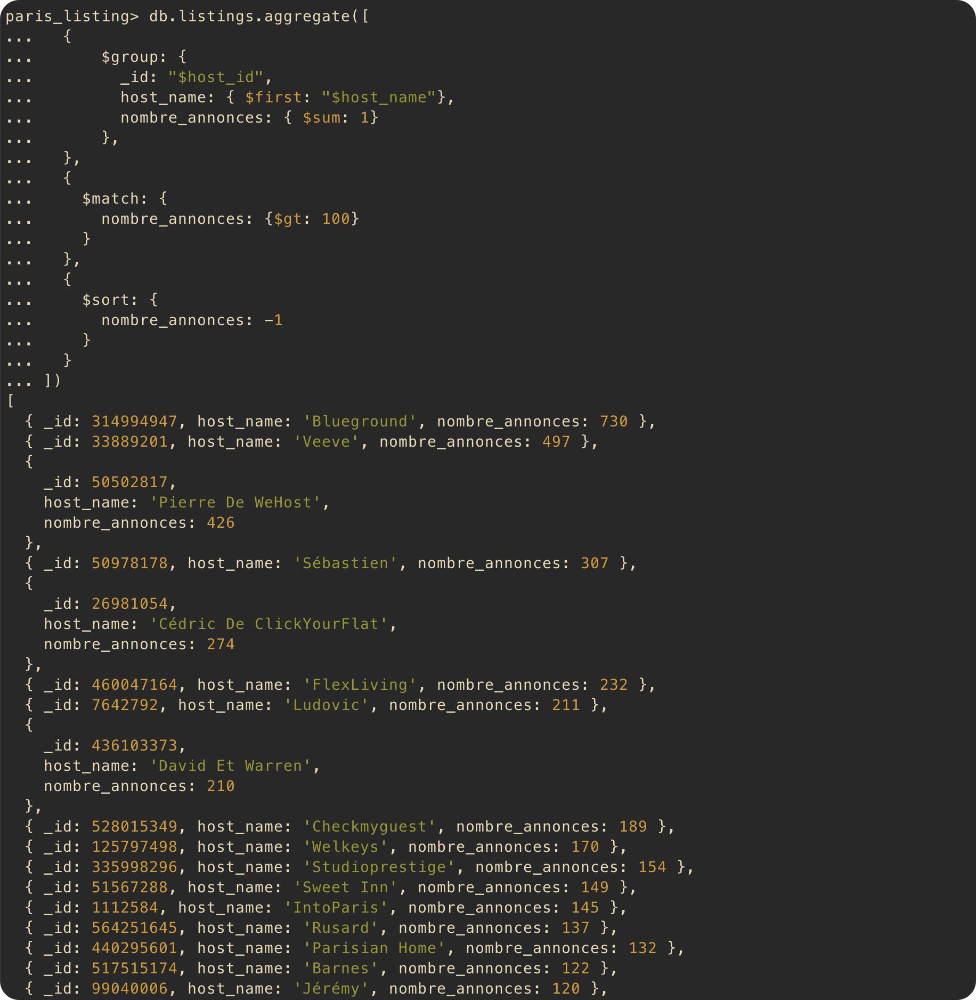 paris_listing> db.listings.aggregate([
...   {
...       $group: {
...         _id: "$host_id",
...         host_name: { $first: "$host_name"},
...         nombre_annonces: { $sum: 1}
...       },
...   },
...   {
...     $match: {
...       nombre_annonces: {$gt: 100}
...     }
...   },
...   {
...     $sort: {
...       nombre_annonces: -1
...     }
...   }
... ])
[
  { _id: 314994947, host_name: 'Blueground', nombre_annonces: 730 },
  { _id: 33889201, host_name: 'Veeve', nombre_annonces: 497 },
  {
    _id: 50502817,
    host_name: 'Pierre De WeHost',
    nombre_annonces: 426
  },
  { _id: 50978178, host_name: 'Sébastien', nombre_annonces: 307 },
  {
    _id: 26981054,
    host_name: 'Cédric De ClickYourFlat',
    nombre_annonces: 274
  },
  { _id: 460047164, host_name: 'FlexLiving', nombre_annonces: 232 },
  { _id: 7642792, host_name: 'Ludovic', nombre_annonces: 211 },
  {
    _id: 436103373,
    host_name: 'David Et Warren',
    nombre_annonces: 210
  },
  { _id: 528015349, host_name: 'Checkmyguest', nombre_annonces: 189 },
  { _id: 125797498, host_name: 'Welkeys', nombre_annonces: 170 },
  { _id: 335998296, host_name: 'Studioprestige', nombre_annonces: 154 },
  { _id: 51567288, host_name: 'Sweet Inn', nombre_annonces: 149 },
  { _id: 1112584, host_name: 'IntoParis', nombre_annonces: 145 },
  { _id: 564251645, host_name: 'Rusard', nombre_annonces: 137 },
  { _id: 440295601, host_name: 'Parisian Home', nombre_annonces: 132 },
  { _id: 517515174, host_name: 'Barnes', nombre_annonces: 122 },
  { _id: 99040006, host_name: 'Jérémy', nombre_annonces: 120 },